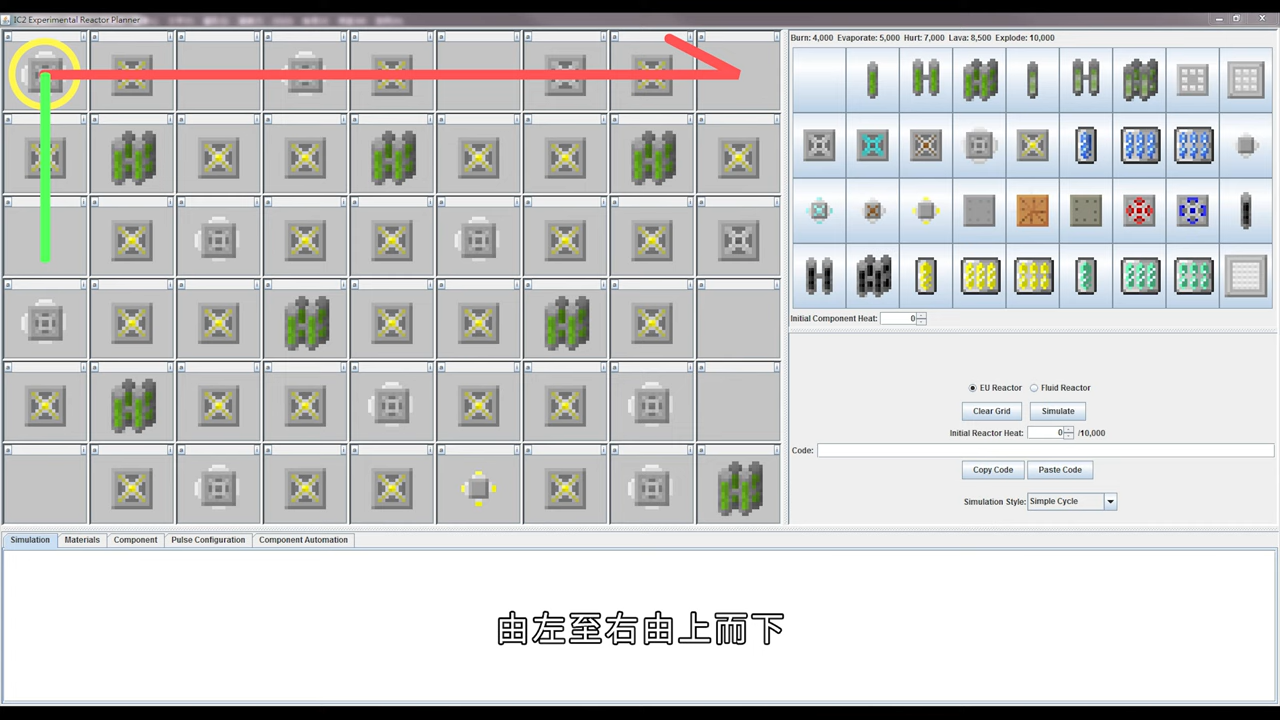 IC2 Experimental Reactor Planner
Burn: 4,000 Evaporate: 5,000 Hurt: 7,000 Lava: 8,500 Explode: 10,000
Initial Component Heat: 0
EU Reactor Fluid Reactor
Clear Grid Simulate
Initial Reactor Heat: 0 /10,000
Code:
Copy Code Paste Code
Simulation Style: Simple Cycle
Simulation Materials Component Pulse Configuration Component Automation
由左至右由上而下